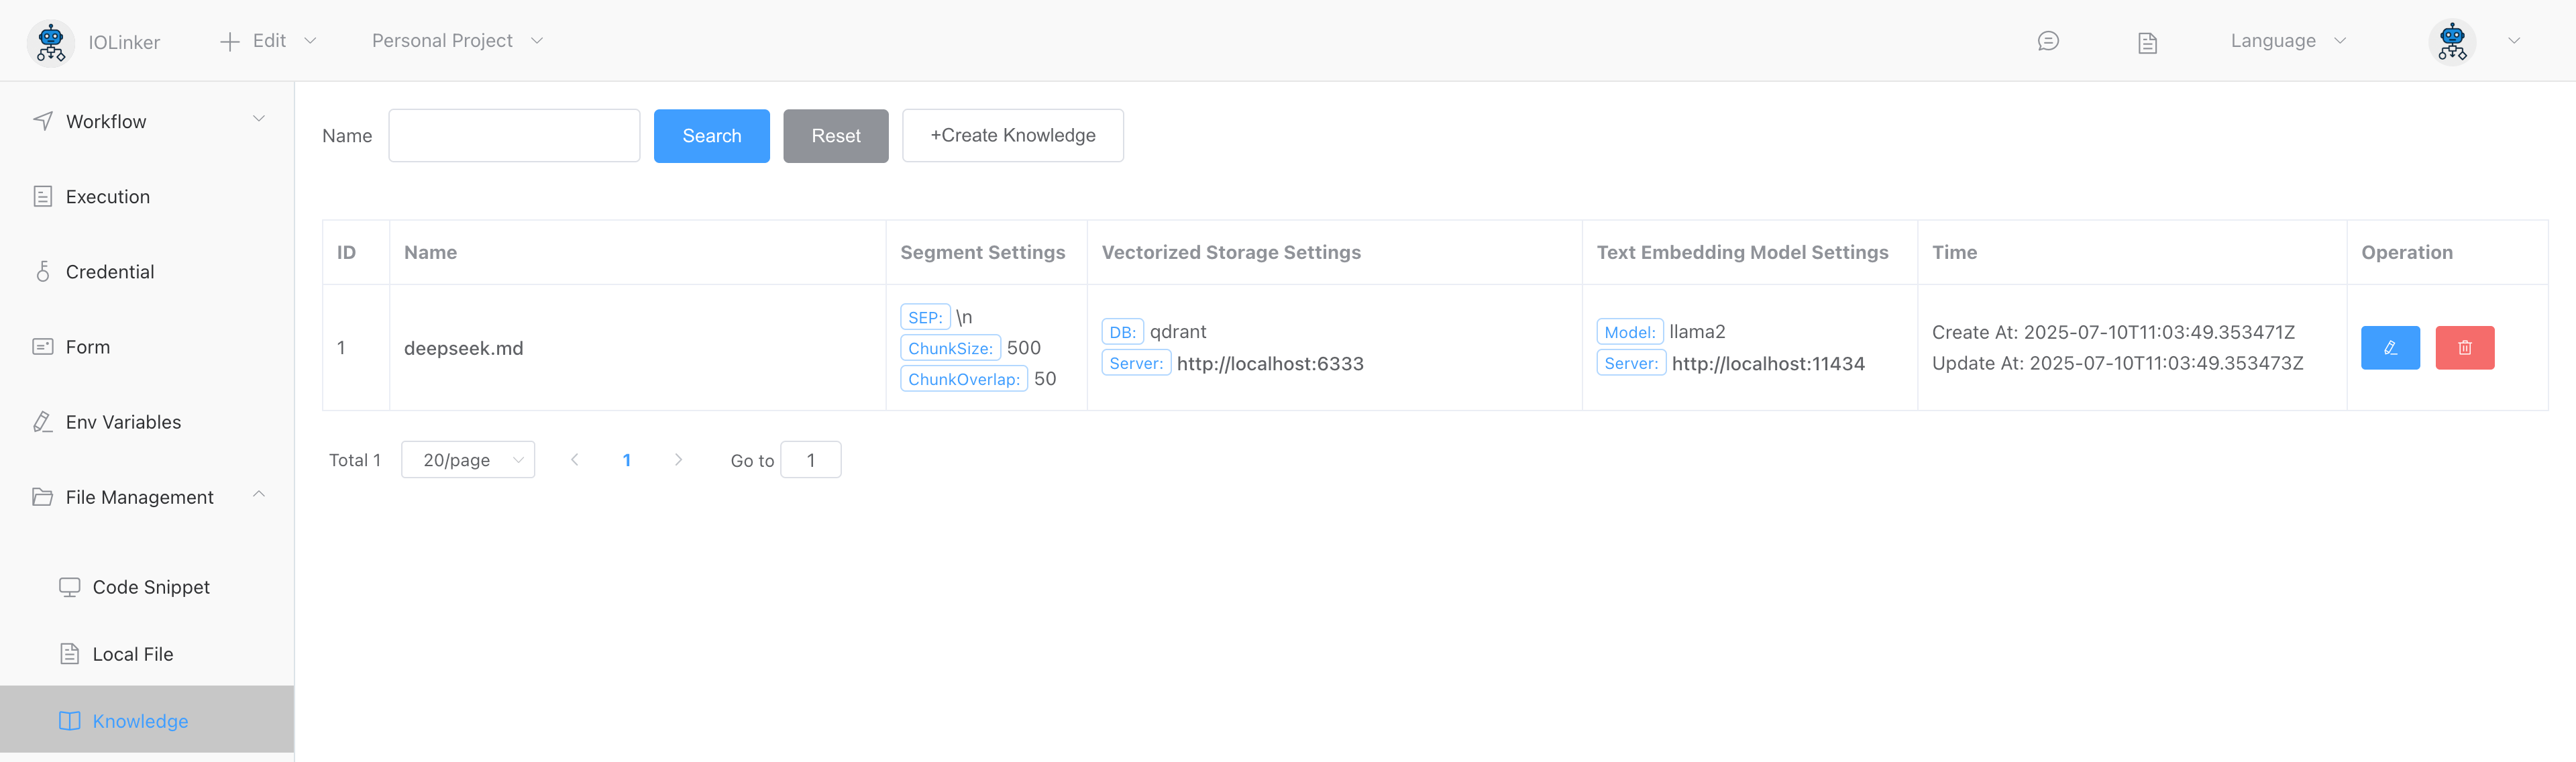 IOLinker
Edit
Personal Project
Language
Workflow
Execution
Credential
Form
Env Variables
File Management
Code Snippet
Local File
Knowledge
Name
Search
Reset
+Create Knowledge
ID
Name
Segment Settings
Vectorized Storage Settings
Text Embedding Model Settings
Time
Operation
1
deepseek.md
SEP: \n
ChunkSize: 500
ChunkOverlap: 50
DB: qdrant
Server: http://localhost:6333
Model: llama2
Server: http://localhost:11434
Create At: 2025-07-10T11:03:49.353471Z
Update At: 2025-07-10T11:03:49.353473Z
Total 1
20/page
1
Go to
1